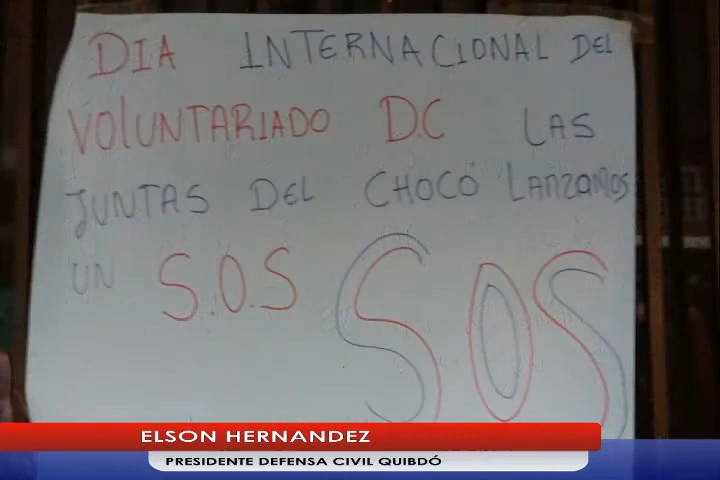 DIA INTERNACIONAL DEL
VOLUNTARIADO D.C LAS
JUNTAS DEL CHOCÓ LANZAMOS
UN S.O.S SOS
ELSON HERNANDEZ
PRESIDENTE DEFENSA CIVIL QUIBDÓ